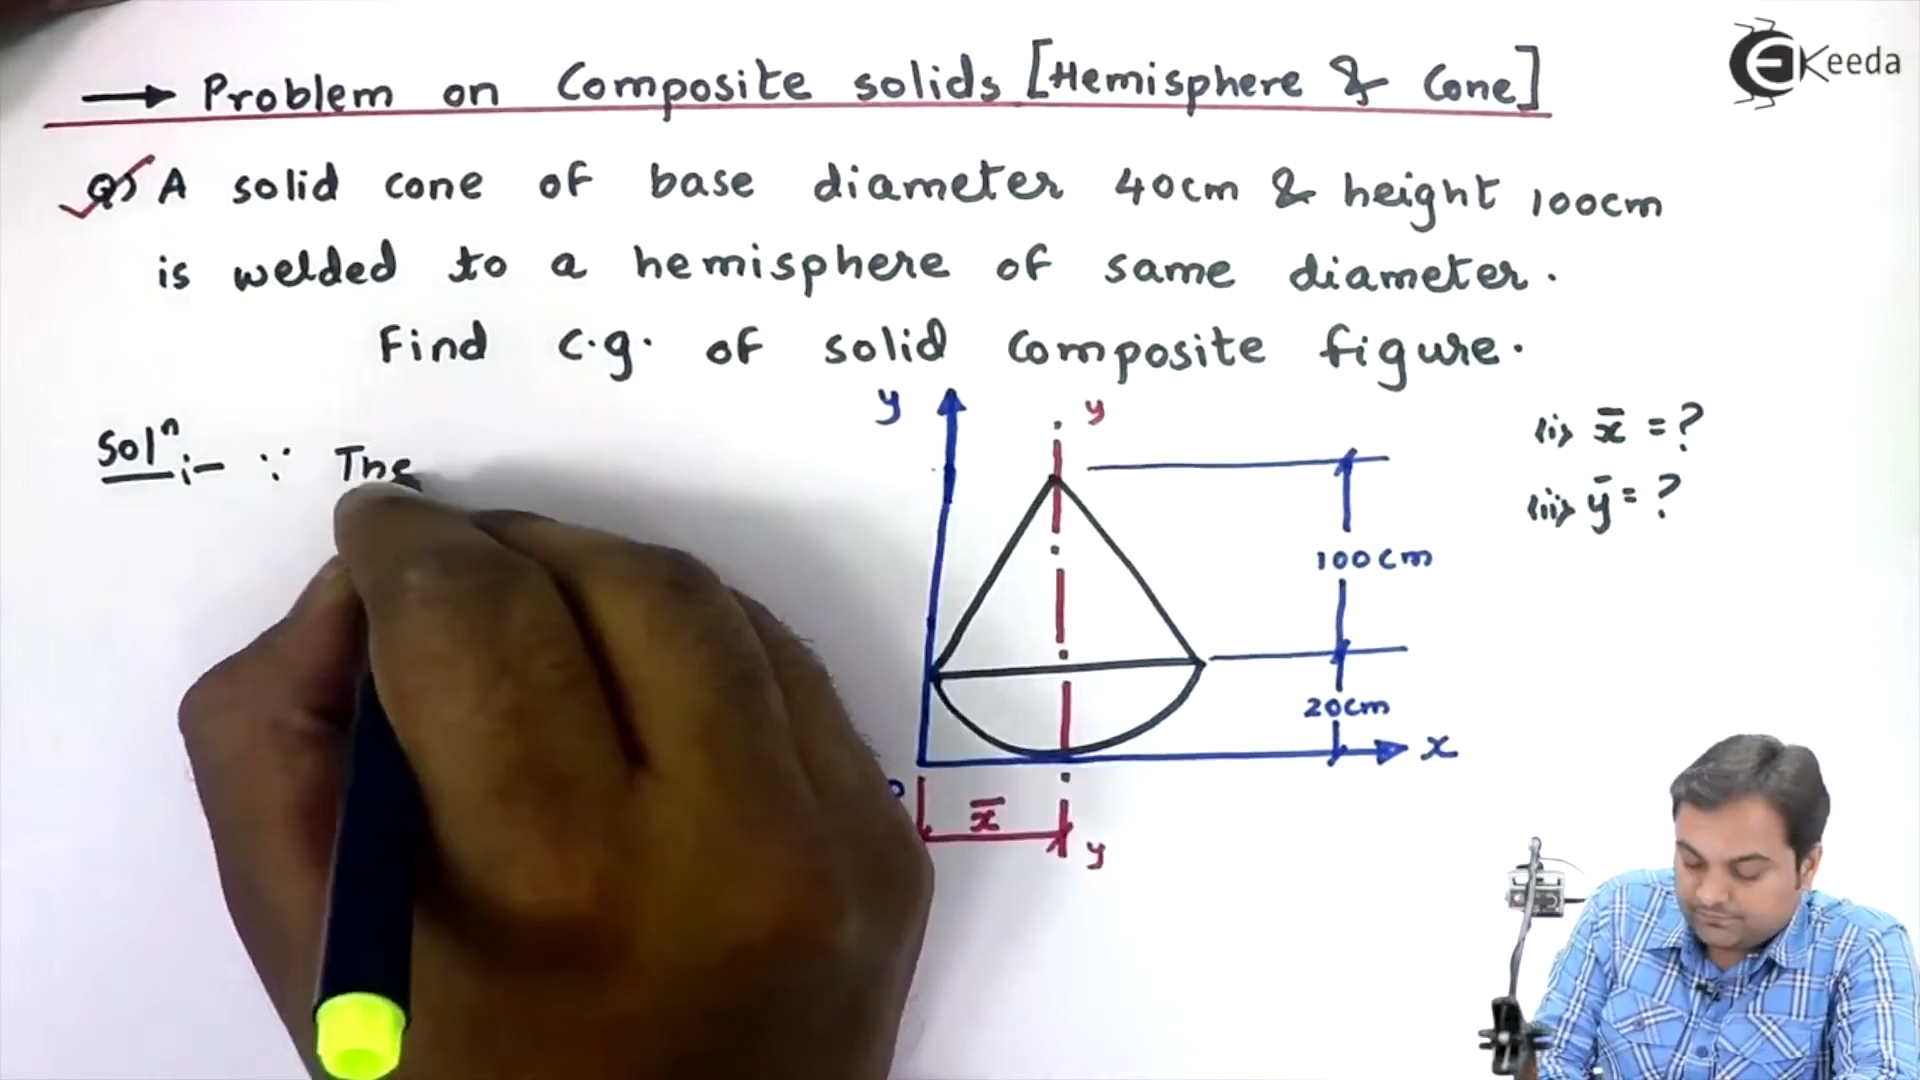 → Problem on Composite solids [Hemisphere & Cone]
EKeeda
Q) A solid cone of base diameter 40cm & height 100cm
is welded to a hemisphere of same diameter.
Find c.g. of solid composite figure.
Solⁿ:- ∵ The
y
y
(i) x̄ = ?
(ii) ȳ = ?
100cm
20cm
x
o
x̄
y